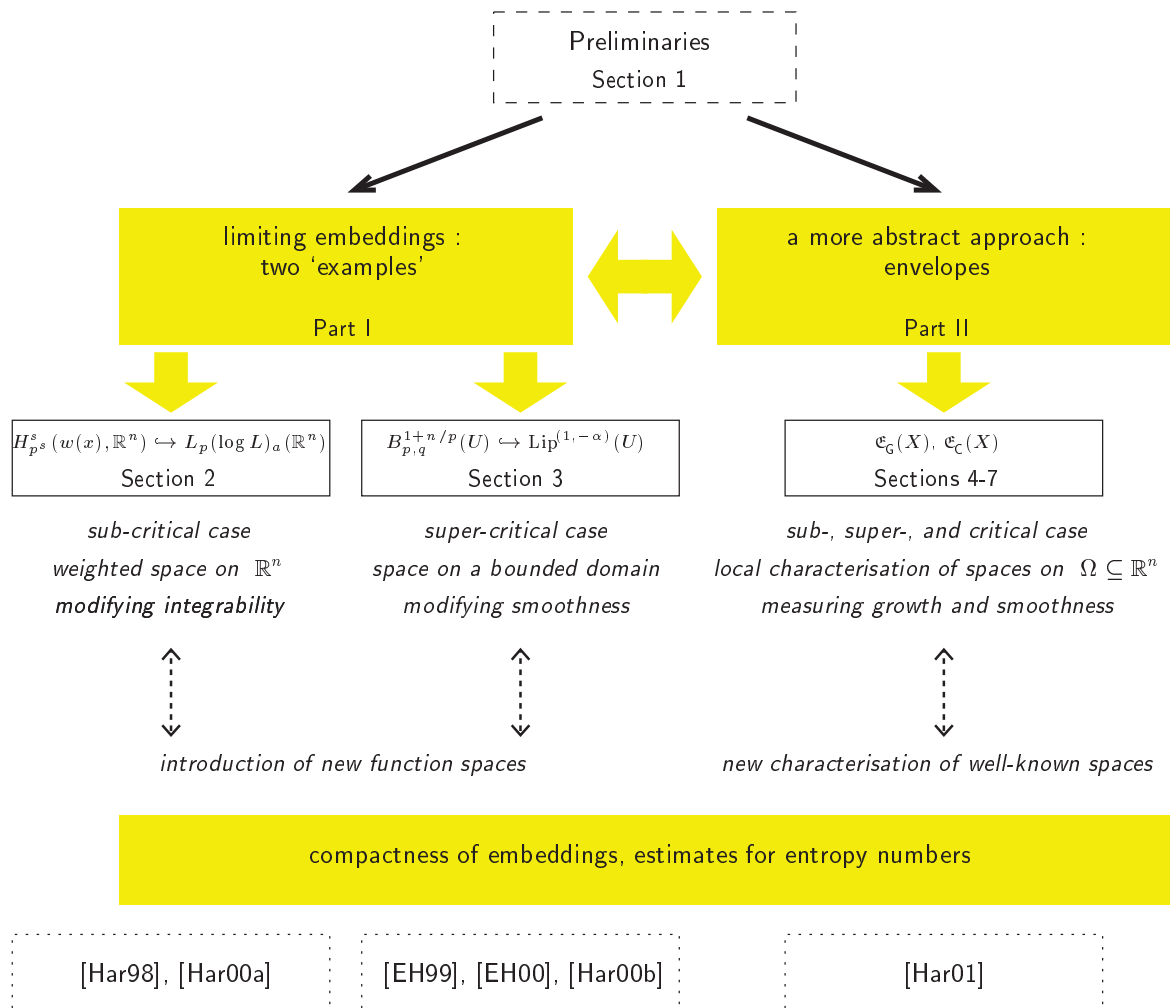 Preliminaries
Section 1
limiting embeddings :
two ‘examples’
Part I
a more abstract approach :
envelopes
Part II
$H^s_{p^s}(w(x), \mathbb{R}^n) \hookrightarrow L_p(\log L)_a(\mathbb{R}^n)$
Section 2
$B^{1+n/p}_{p,q}(U) \hookrightarrow \mathrm{Lip}^{(1,-\alpha)}(U)$
Section 3
$\mathfrak{E}_{\mathsf{G}}(X), \mathfrak{E}_{\mathsf{C}}(X)$
Sections 4-7
sub-critical case
weighted space on $\mathbb{R}^n$
modifying integrability
super-critical case
space on a bounded domain
modifying smoothness
sub-, super-, and critical case
local characterisation of spaces on $\Omega \subseteq \mathbb{R}^n$
measuring growth and smoothness
introduction of new function spaces
new characterisation of well-known spaces
compactness of embeddings, estimates for entropy numbers
[Har98], [Har00a]
[EH99], [EH00], [Har00b]
[Har01]